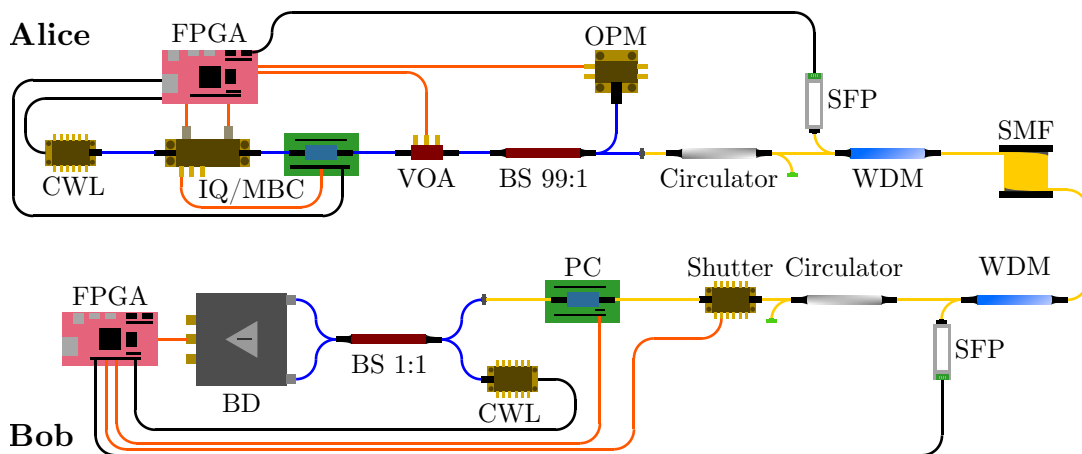 Alice
FPGA
OPM
SFP
SMF
CWL
IQ/MBC
VOA
BS 99:1
Circulator
WDM
FPGA
PC
Shutter
Circulator
WDM
BD
BS 1:1
CWL
SFP
Bob